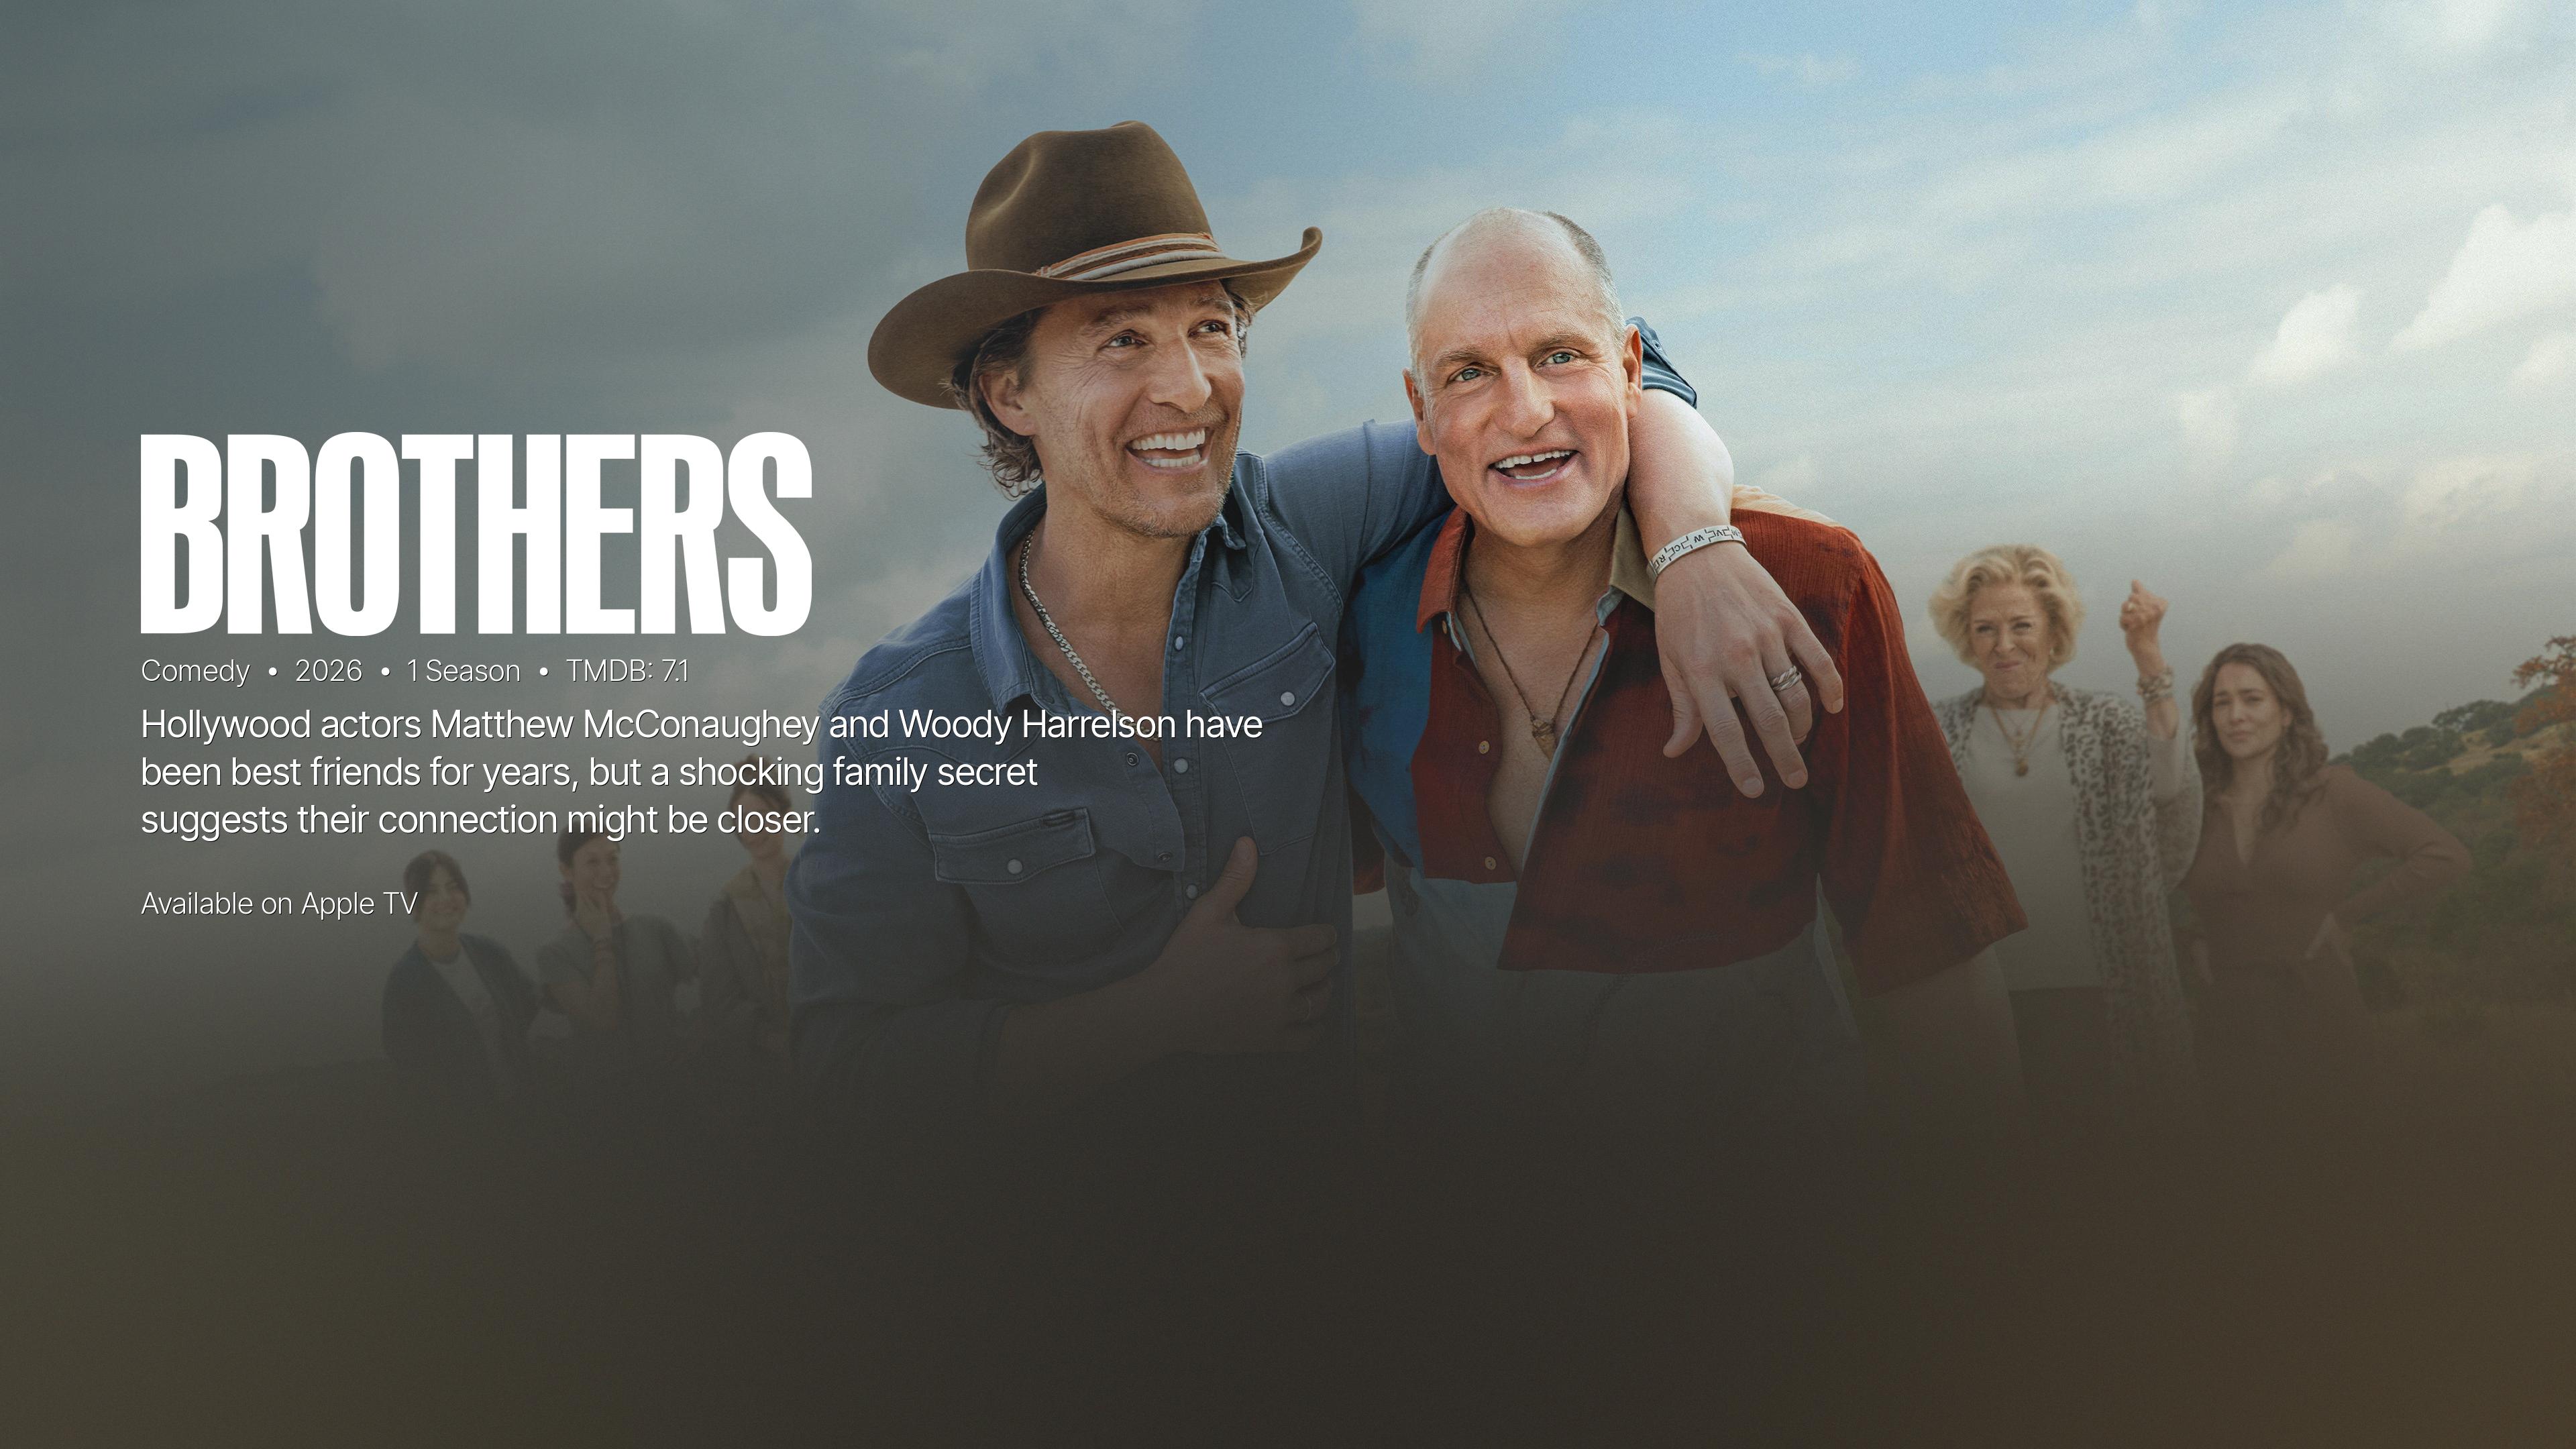 BROTHERS
Comedy • 2026 • 1 Season • TMDB: 7.1
Hollywood actors Matthew McConaughey and Woody Harrelson have
been best friends for years, but a shocking family secret
suggests their connection might be closer.
Available on Apple TV